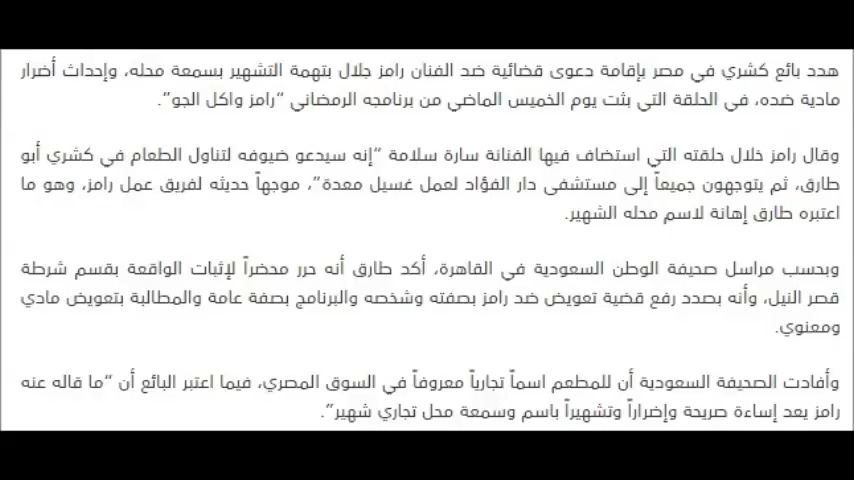 هدد بائع كشري في مصر بإقامة دعوى قضائية ضد الفنان رامز جلال بتهمة التشهير بسمعة محله، وإحداث أضرار
مادية ضده، في الحلقة التي بثت يوم الخميس الماضي من برنامجه الرمضاني “رامز واكل الجو”.
وقال رامز خلال حلقته التي استضاف فيها الفنانة سارة سلامة “إنه سيدعو ضيوفه لتناول الطعام في كشري أبو
طارق، ثم يتوجهون جميعاً إلى مستشفى دار الفؤاد لعمل غسيل معدة”، موجهاً حديثه لفريق عمل رامز، وهو ما
اعتبره طارق إهانة لاسم محله الشهير.
وبحسب مراسل صحيفة الوطن السعودية في القاهرة، أكد طارق أنه حرر محضراً لإثبات الواقعة بقسم شرطة
قصر النيل، وأنه بصدد رفع قضية تعويض ضد رامز بصفته وشخصه والبرنامج بصفة عامة والمطالبة بتعويض مادي
ومعنوي.
وأفادت الصحيفة السعودية أن للمطعم اسماً تجارياً معروفاً في السوق المصري، فيما اعتبر البائع أن “ما قاله عنه
رامز يعد إساءة صريحة وإضراراً وتشهيراً باسم وسمعة محل تجاري شهير”.